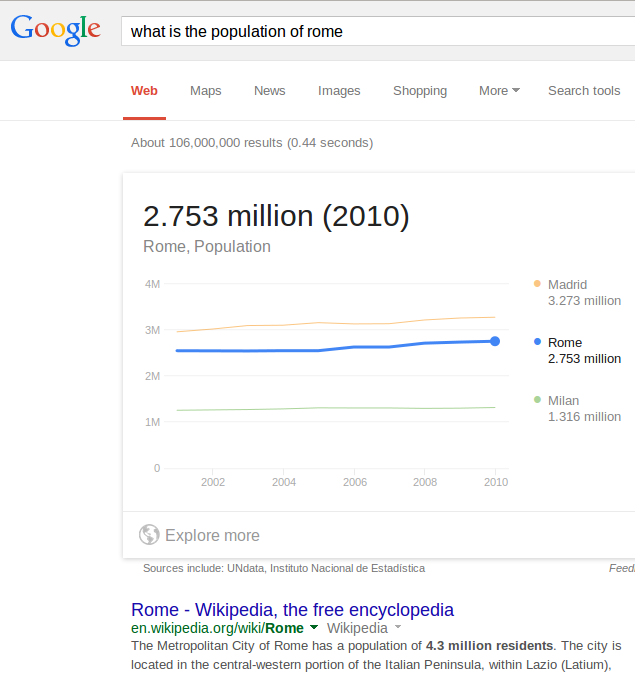 Google
what is the population of rome
Web Maps News Images Shopping More Search tools
About 106,000,000 results (0.44 seconds)
2.753 million (2010)
Rome, Population
4M
3M
2M
1M
0
2002 2004 2006 2008 2010
Madrid
3.273 million
Rome
2.753 million
Milan
1.316 million
Explore more
Sources include: UNdata, Instituto Nacional de Estadística
Rome - Wikipedia, the free encyclopedia
en.wikipedia.org/wiki/Rome Wikipedia
The Metropolitan City of Rome has a population of 4.3 million residents. The city is
located in the central-western portion of the Italian Peninsula, within Lazio (Latium),